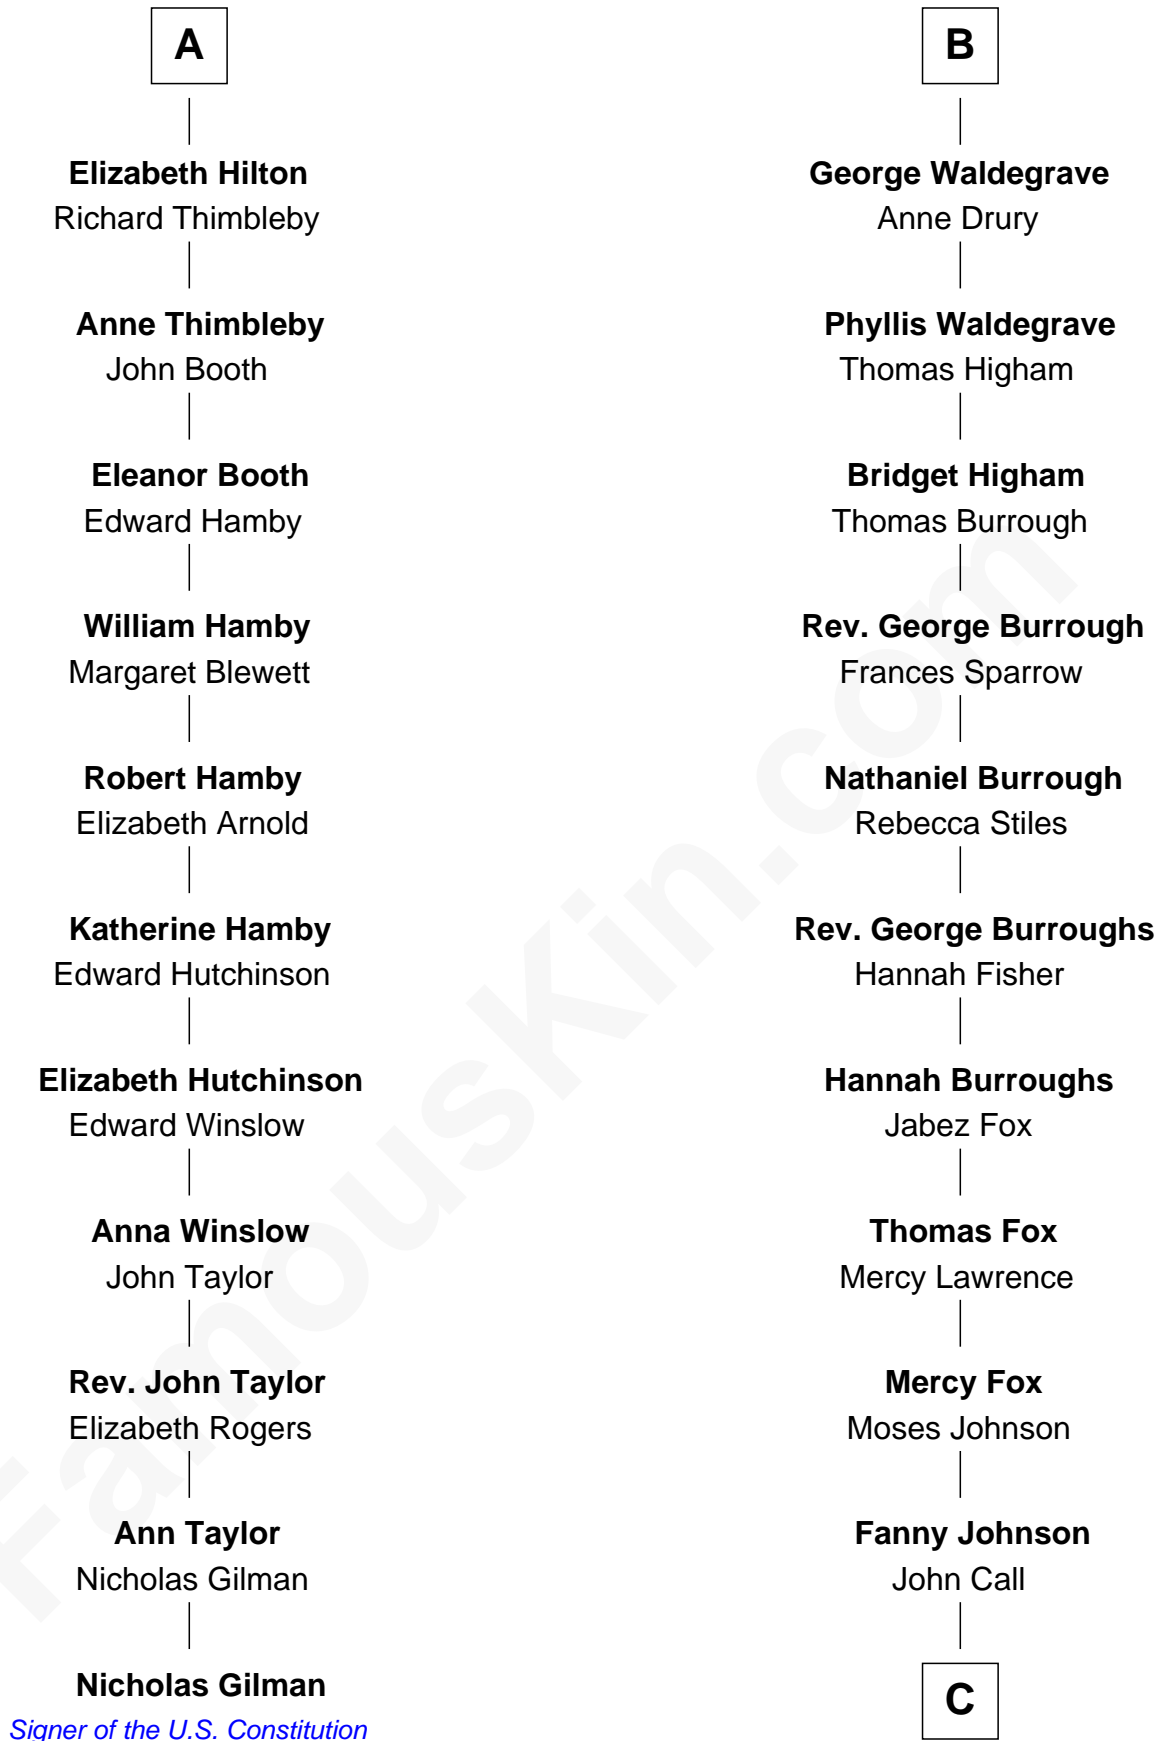 A
Elizabeth Hilton
Richard Thimbleby
Anne Thimbleby
John Booth
Eleanor Booth
Edward Hamby
William Hamby
Margaret Blewett
Robert Hamby
Elizabeth Arnold
Katherine Hamby
Edward Hutchinson
Elizabeth Hutchinson
Edward Winslow
Anna Winslow
John Taylor
Rev. John Taylor
Elizabeth Rogers
Ann Taylor
Nicholas Gilman
Nicholas Gilman
Signer of the U.S. Constitution
B
George Waldegrave
Anne Drury
Phyllis Waldegrave
Thomas Higham
Bridget Higham
Thomas Burrough
Rev. George Burrough
Frances Sparrow
Nathaniel Burrough
Rebecca Stiles
Rev. George Burroughs
Hannah Fisher
Hannah Burroughs
Jabez Fox
Thomas Fox
Mercy Lawrence
Mercy Fox
Moses Johnson
Fanny Johnson
John Call
C
FamousKin.com